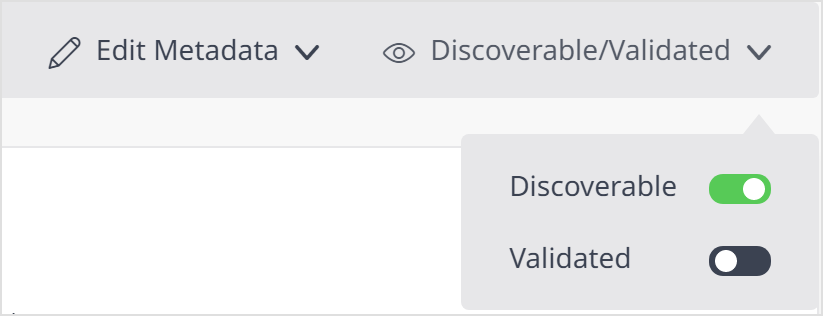 Edit Metadata Discoverable/Validated
Discoverable
Validated